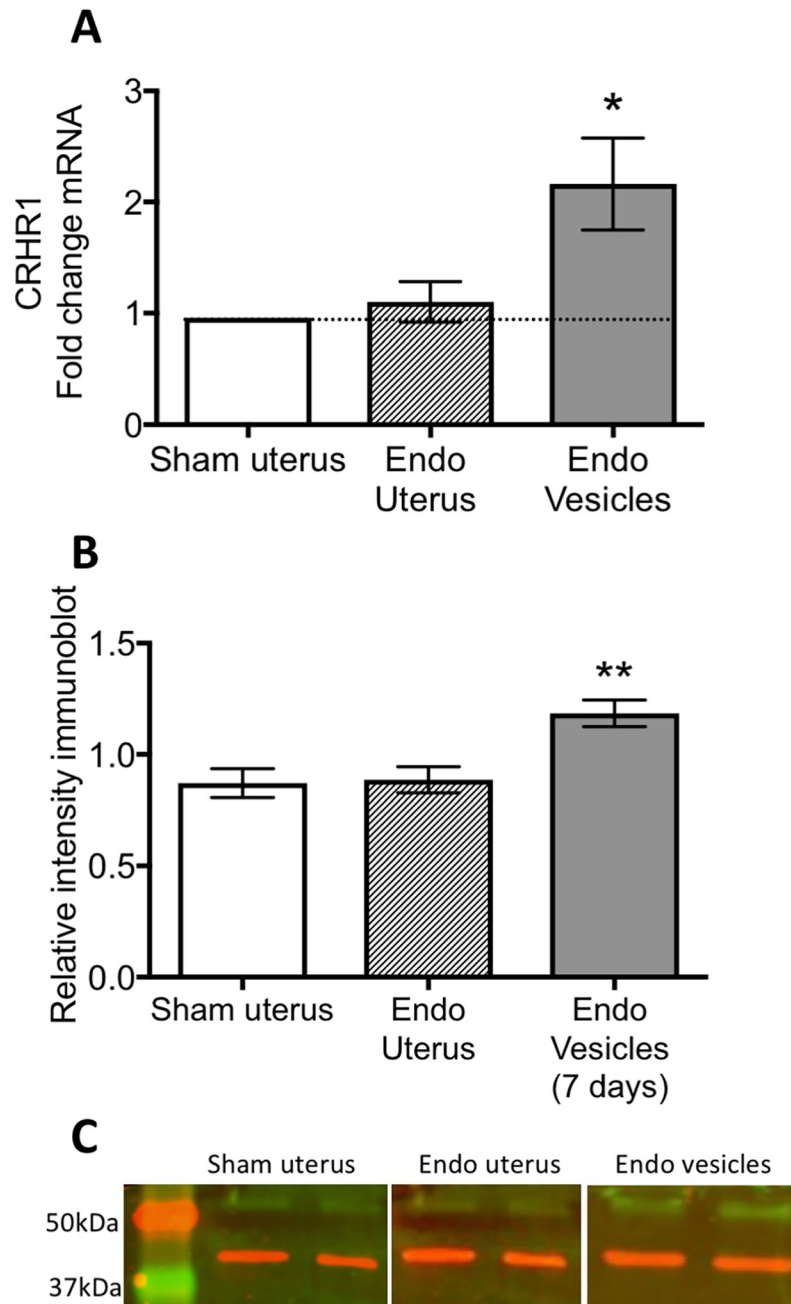 A
CRHR1
Fold change mRNA
3
2
1
0
*
Sham uterus
Endo
Uterus
Endo
Vesicles
B
Relative intensity immunoblot
1.5
1.0
0.5
0.0
**
Sham uterus
Endo
Uterus
Endo
Vesicles
(7 days)
C
Sham uterus
Endo uterus
Endo vesicles
50kDa
37kDa